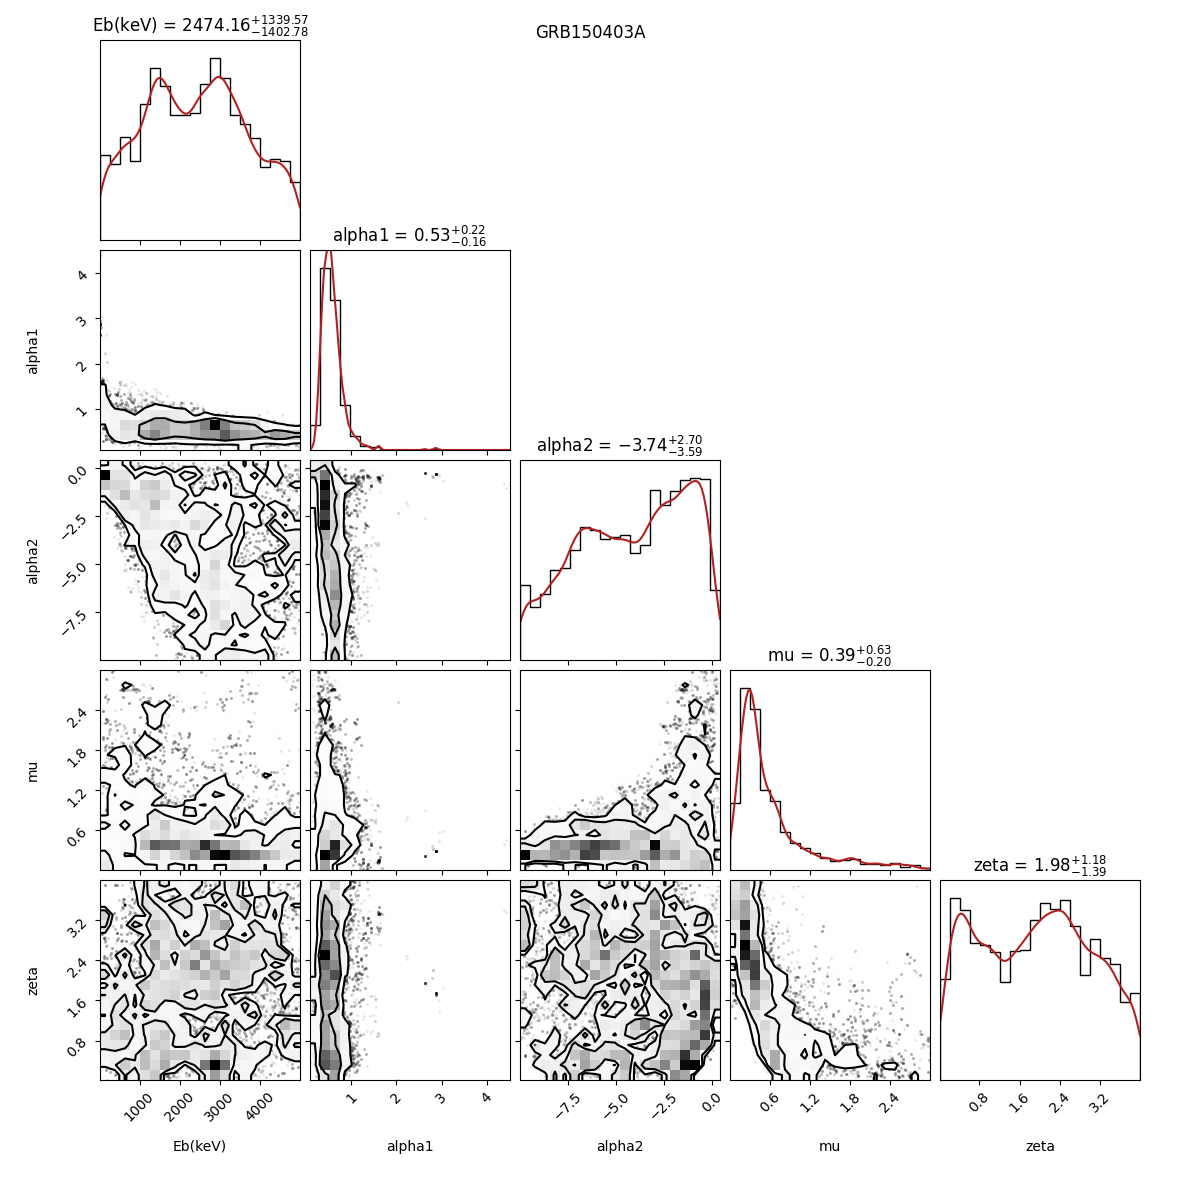 GRB150403A
Eb(keV) = 2474.16+1339.57−1402.78
alpha1 = 0.53+0.22−0.16
alpha1
4
3
2
1
alpha2 = −3.74+2.70−3.59
alpha2
0.0
−2.5
−5.0
−7.5
mu = 0.39+0.63−0.20
mu
2.4
1.8
1.2
0.6
zeta = 1.98+1.18−1.39
zeta
3.2
2.4
1.6
0.8
1000 2000 3000 4000 1 2 3 4 −7.5 −5.0 −2.5 0.0 0.6 1.2 1.8 2.4 0.8 1.6 2.4 3.2
Eb(keV) alpha1 alpha2 mu zeta